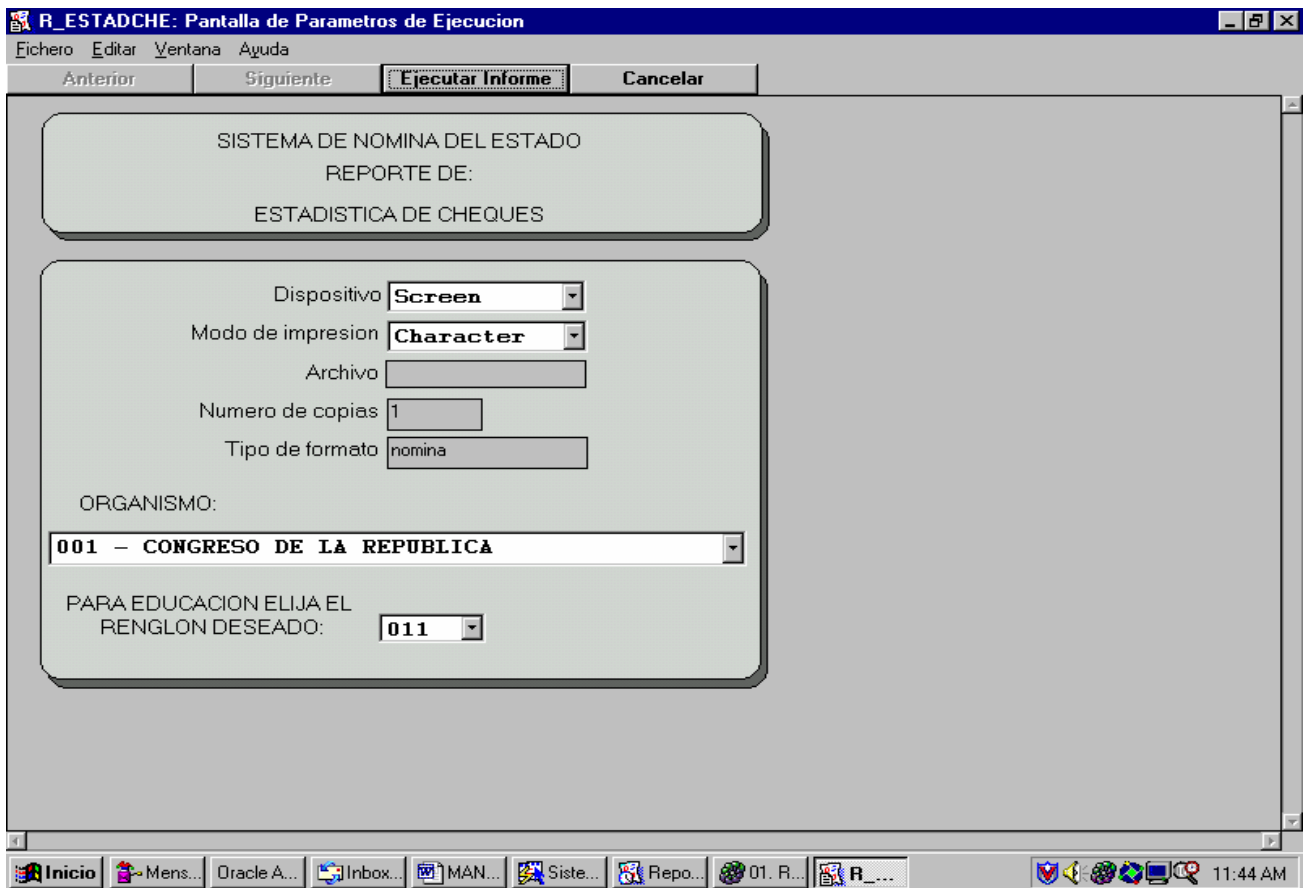 R_ESTADCHE: Pantalla de Parametros de Ejecucion
Fichero Editar Ventana Ayuda
Anterior Siguiente Ejecutar Informe Cancelar
SISTEMA DE NOMINA DEL ESTADO
REPORTE DE:
ESTADISTICA DE CHEQUES
Dispositivo Screen
Modo de impresion Character
Archivo
Numero de copias 1
Tipo de formato nomina
ORGANISMO:
001 - CONGRESO DE LA REPUBLICA
PARA EDUCACION ELIJA EL
RENGLON DESEADO: 011
Inicio Mens... Oracle A... Inbox... MAN... Siste... Repo... 01. R... R_... 11:44 AM